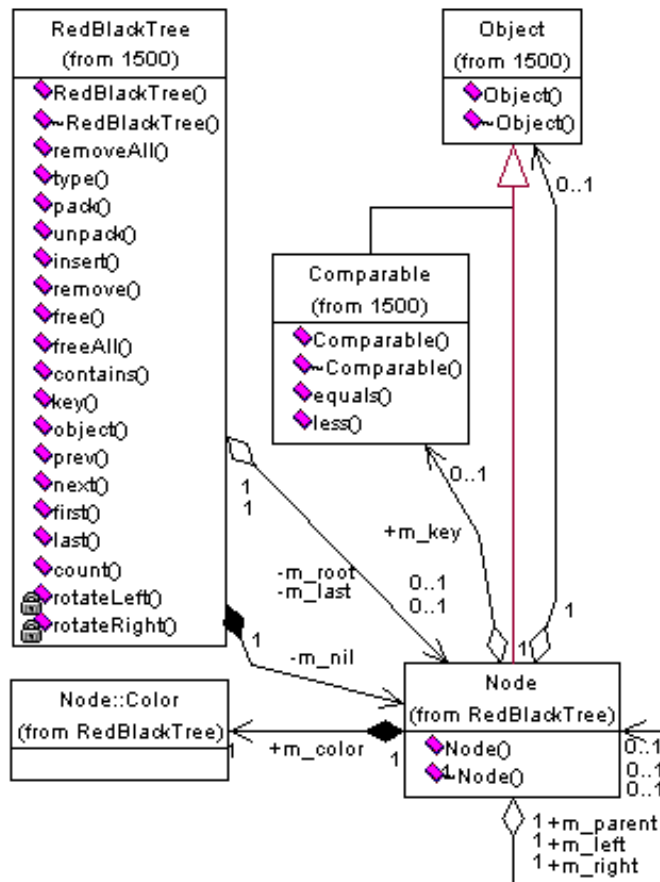 RedBlackTree
(from 1500)
RedBlackTree()
~RedBlackTree()
removeAll()
type()
pack()
unpack()
insert()
remove()
free()
freeAll()
contains()
key()
object()
prev()
next()
first()
last()
count()
rotateLeft()
rotateRight()
Object
(from 1500)
Object()
~Object()
0..1
Comparable
(from 1500)
Comparable()
~Comparable()
equals()
less()
0..1
+m_key
1
1
-m_root
-m_last
0..1
0..1
1
1
1
-m_nil
Node::Color
(from RedBlackTree)
1
+m_color
1
Node
(from RedBlackTree)
Node()
~Node()
1
0..1
0..1
0..1
1 +m_parent
1 +m_left
1 +m_right